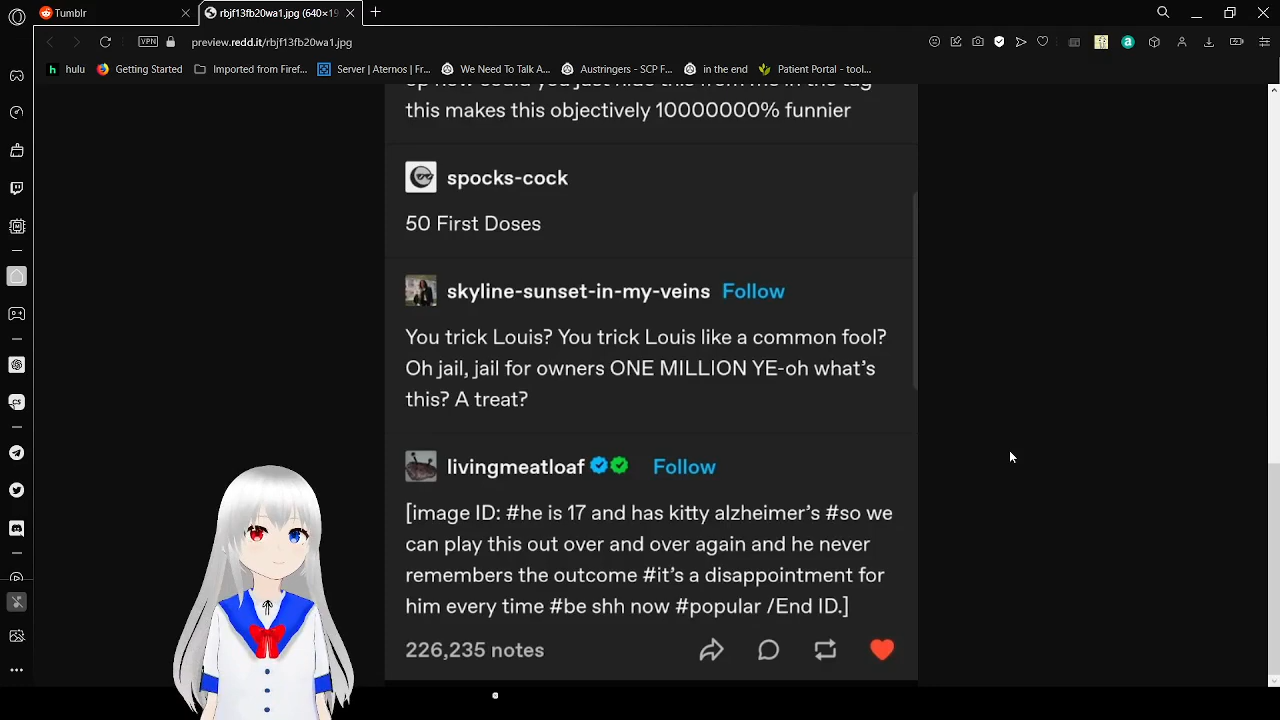 Tumblr
rbjf13fb20wa1.jpg (640×19
VPN
preview.redd.it/rbjf13fb20wa1.jpg
hulu
Getting Started
Imported from Firef...
Server | Aternos | Fr...
We Need To Talk A...
Austringers - SCP F...
in the end
Patient Portal - tool...
this makes this objectively 10000000% funnier
spocks-cock
50 First Doses
skyline-sunset-in-my-veins Follow
You trick Louis? You trick Louis like a common fool?
Oh jail, jail for owners ONE MILLION YE-oh what's
this? A treat?
livingmeatloaf Follow
[image ID: #he is 17 and has kitty alzheimer's #so we
can play this out over and over again and he never
remembers the outcome #it's a disappointment for
him every time #be shh now #popular /End ID.]
226,235 notes